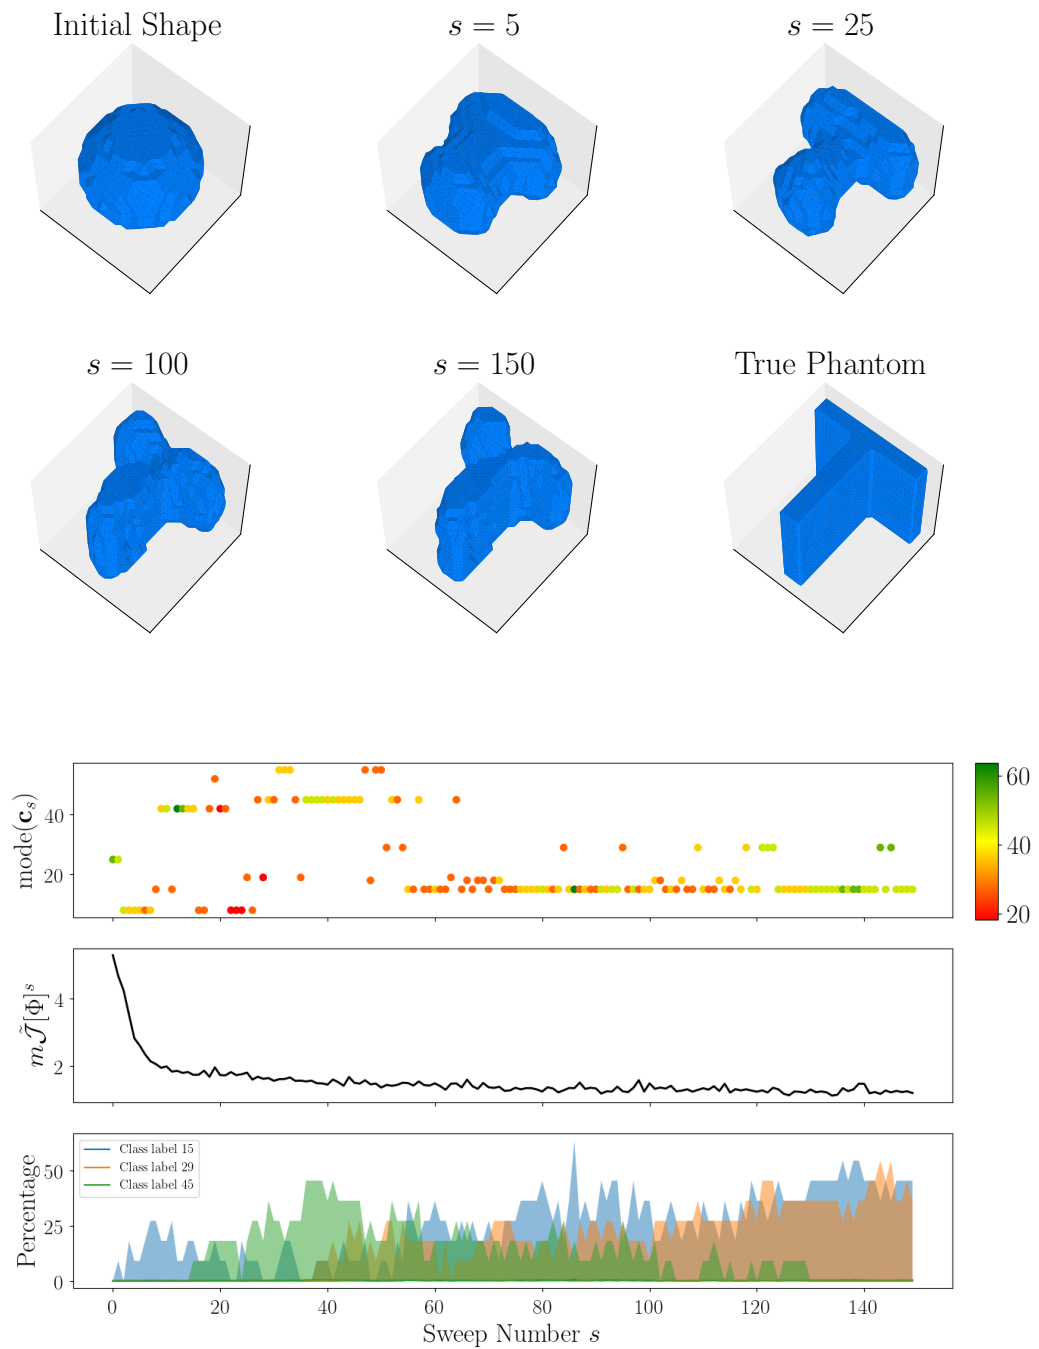 Initial Shape
s = 5
s = 25
s = 100
s = 150
True Phantom
mode(𝐜ₛ)
40
20
60
40
20
m𝒥̃[Φ]ˢ
4
2
Percentage
50
25
0
Class label 15
Class label 29
Class label 45
0 20 40 60 80 100 120 140
Sweep Number s